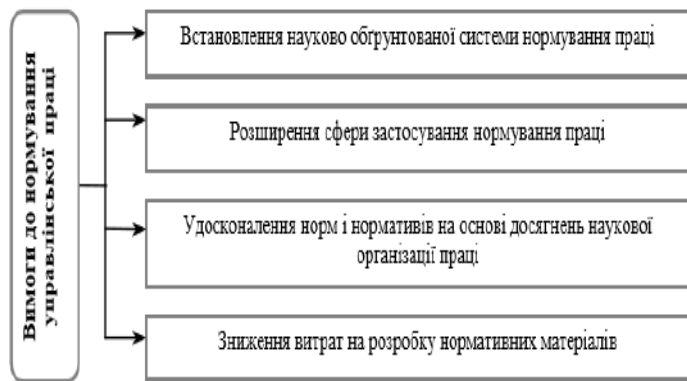 Вимоги до нормування
управлінської праці
Встановлення науково обґрунтованої системи нормування праці
Розширення сфери застосування нормування праці
Удосконалення норм і нормативів на основі досягнень наукової
організації праці
Зниження витрат на розробку нормативних матеріалів